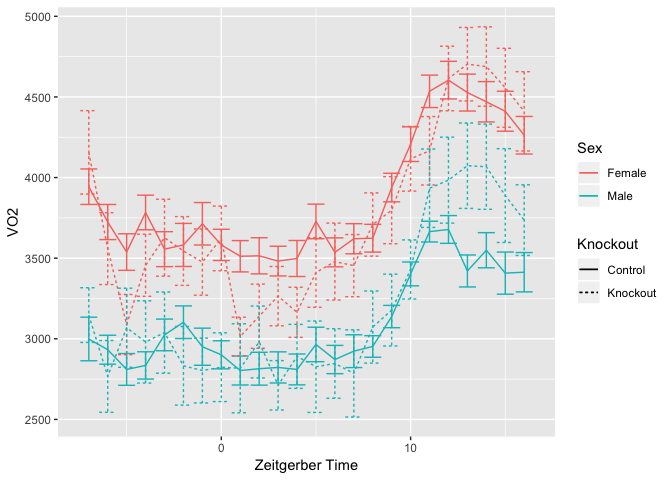 5000
4500
4000
3500
3000
2500
VO2
0
10
Zeitgerber Time
Sex
Female
Male
Knockout
Control
Knockout